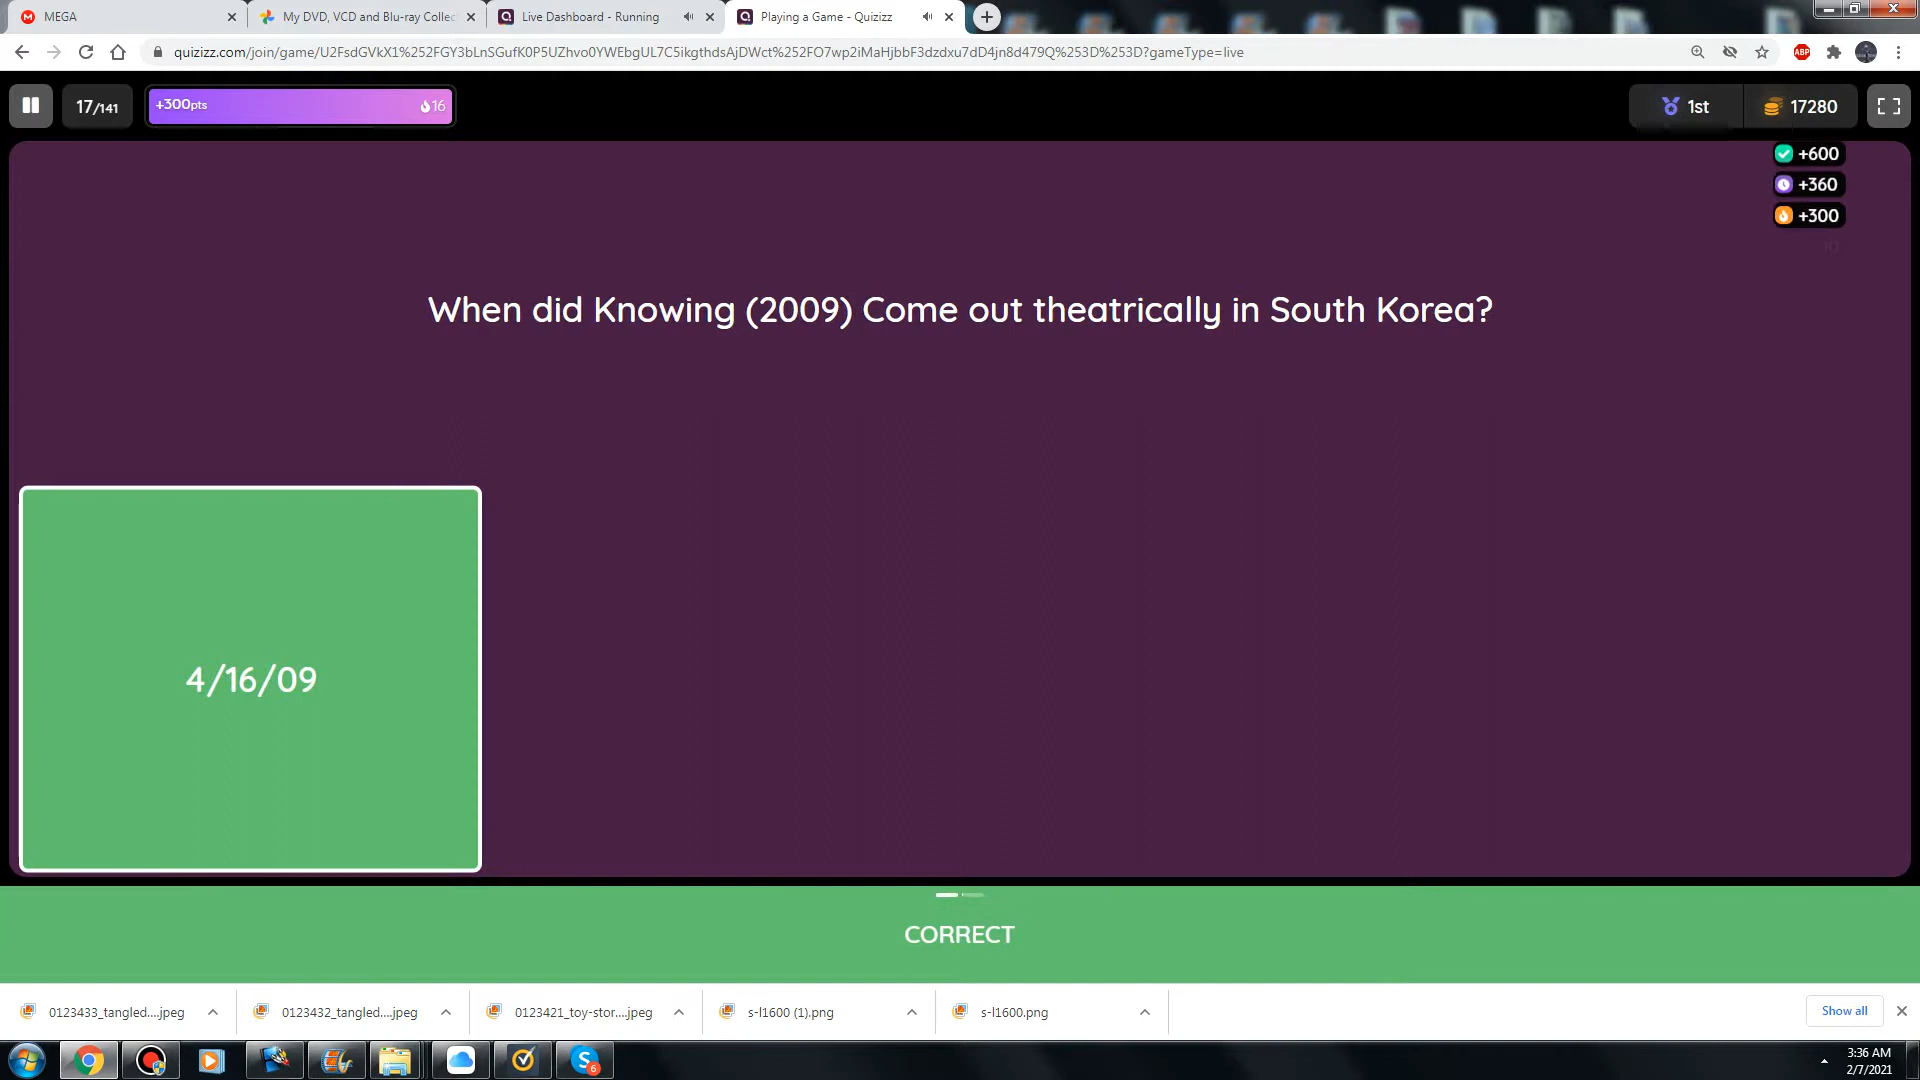 MEGA
My DVD, VCD and Blu-ray Collec
Live Dashboard - Running
Playing a Game - Quizizz
quizizz.com/join/game/U2FsdGVkX1%252FGY3bLnSGufK0P5UZhvo0YWEbgUL7C5ikgthdsAjDWct%252FO7wp2iMaHjbbF3dzdxu7dD4jn8d479Q%253D%253D?gameType=live
ABP
17/141
+300pts
16
1st
17280
+600
+360
+300
When did Knowing (2009) Come out theatrically in South Korea?
4/16/09
CORRECT
0123433_tangled....jpeg
0123432_tangled....jpeg
0123421_toy-stor....jpeg
s-l1600 (1).png
s-l1600.png
Show all
6
3:36 AM
2/7/2021